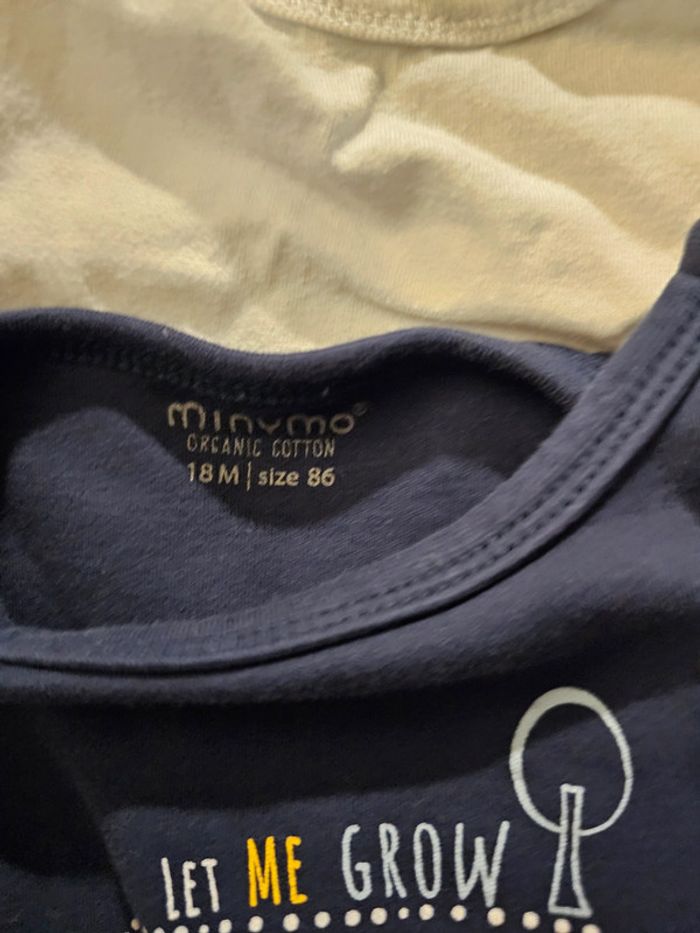 minymo®
ORGANIC COTTON
18 M | size 86
LET ME GROW